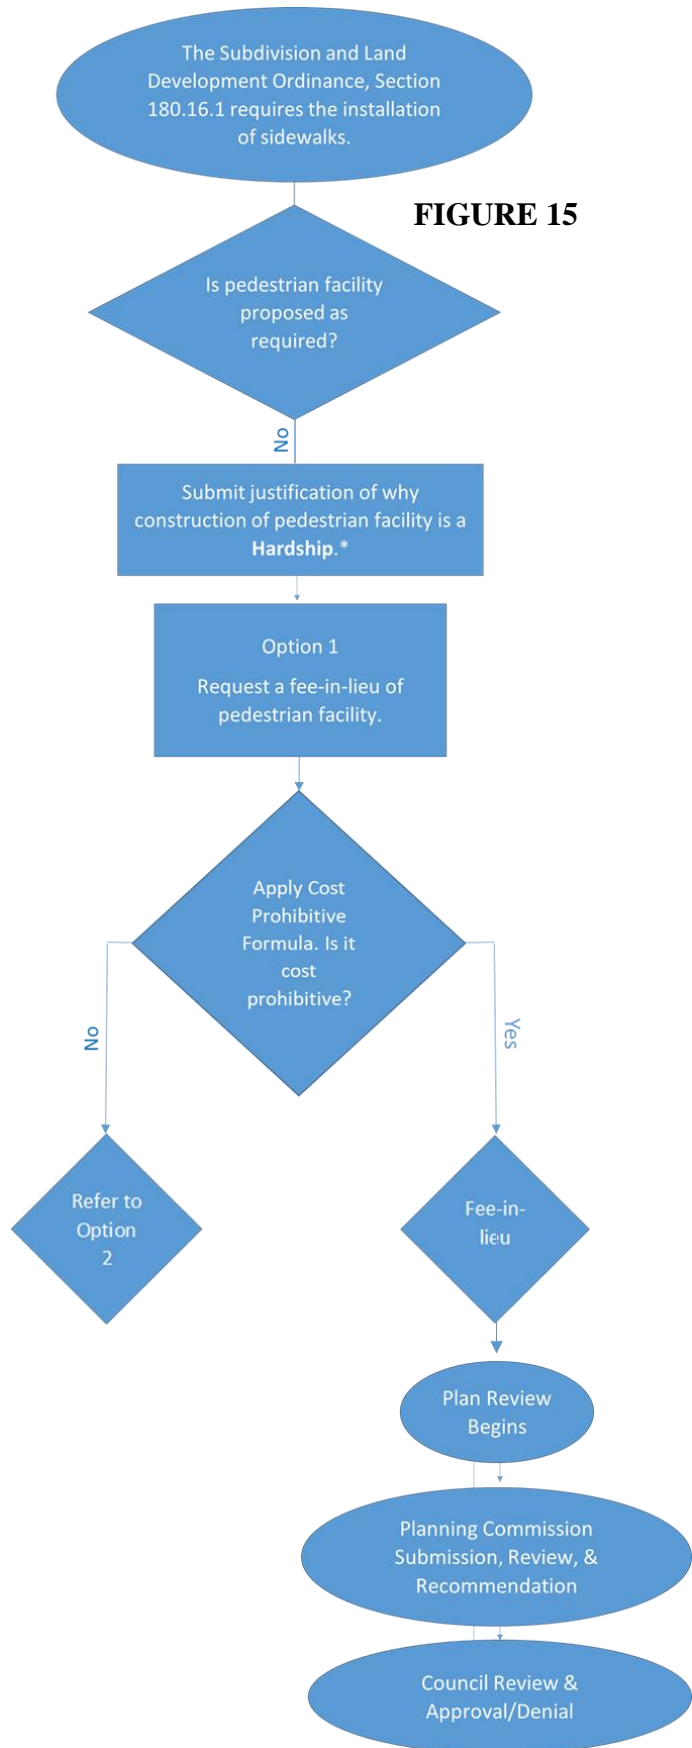 The Subdivision and Land
Development Ordinance, Section
180.16.1 requires the installation
of sidewalks.
FIGURE 15
Is pedestrian facility
proposed as
required?
No
Submit justification of why
construction of pedestrian facility is a
Hardship.*
Option 1
Request a fee-in-lieu of
pedestrian facility.
Apply Cost
Prohibitive
Formula. Is it
cost
prohibitive?
No
Yes
Refer to
Option
2
Fee-in-
lieu
Plan Review
Begins
Planning Commission
Submission, Review, &
Recommendation
Council Review &
Approval/Denial